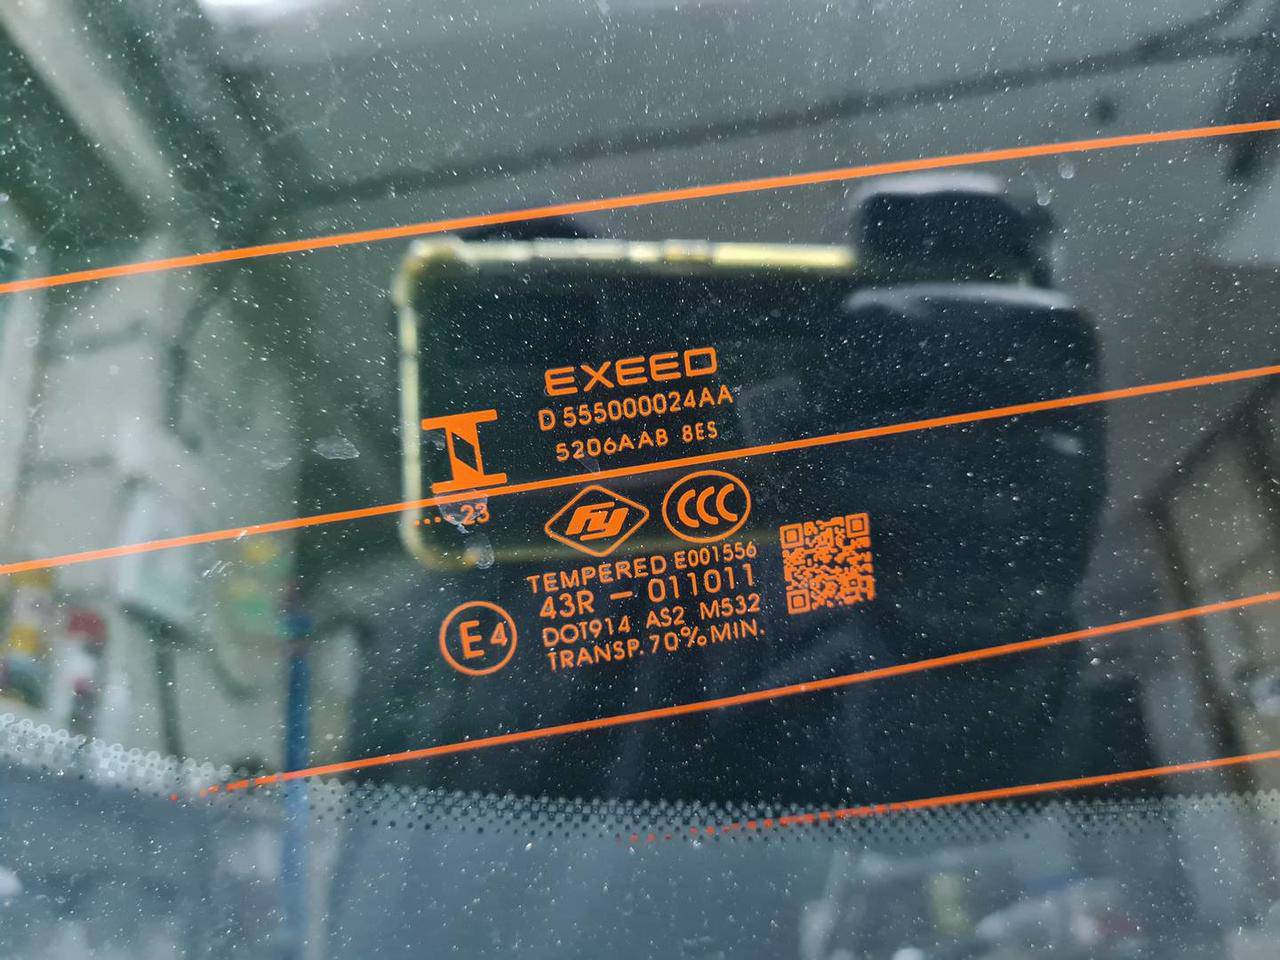 EXEED
D 555000024AA
5206AAB 8ES
.... 23
FY
CCC
TEMPERED E001556
43R – 011011
E4
DOT914 AS2 M532
TRANSP. 70% MIN.